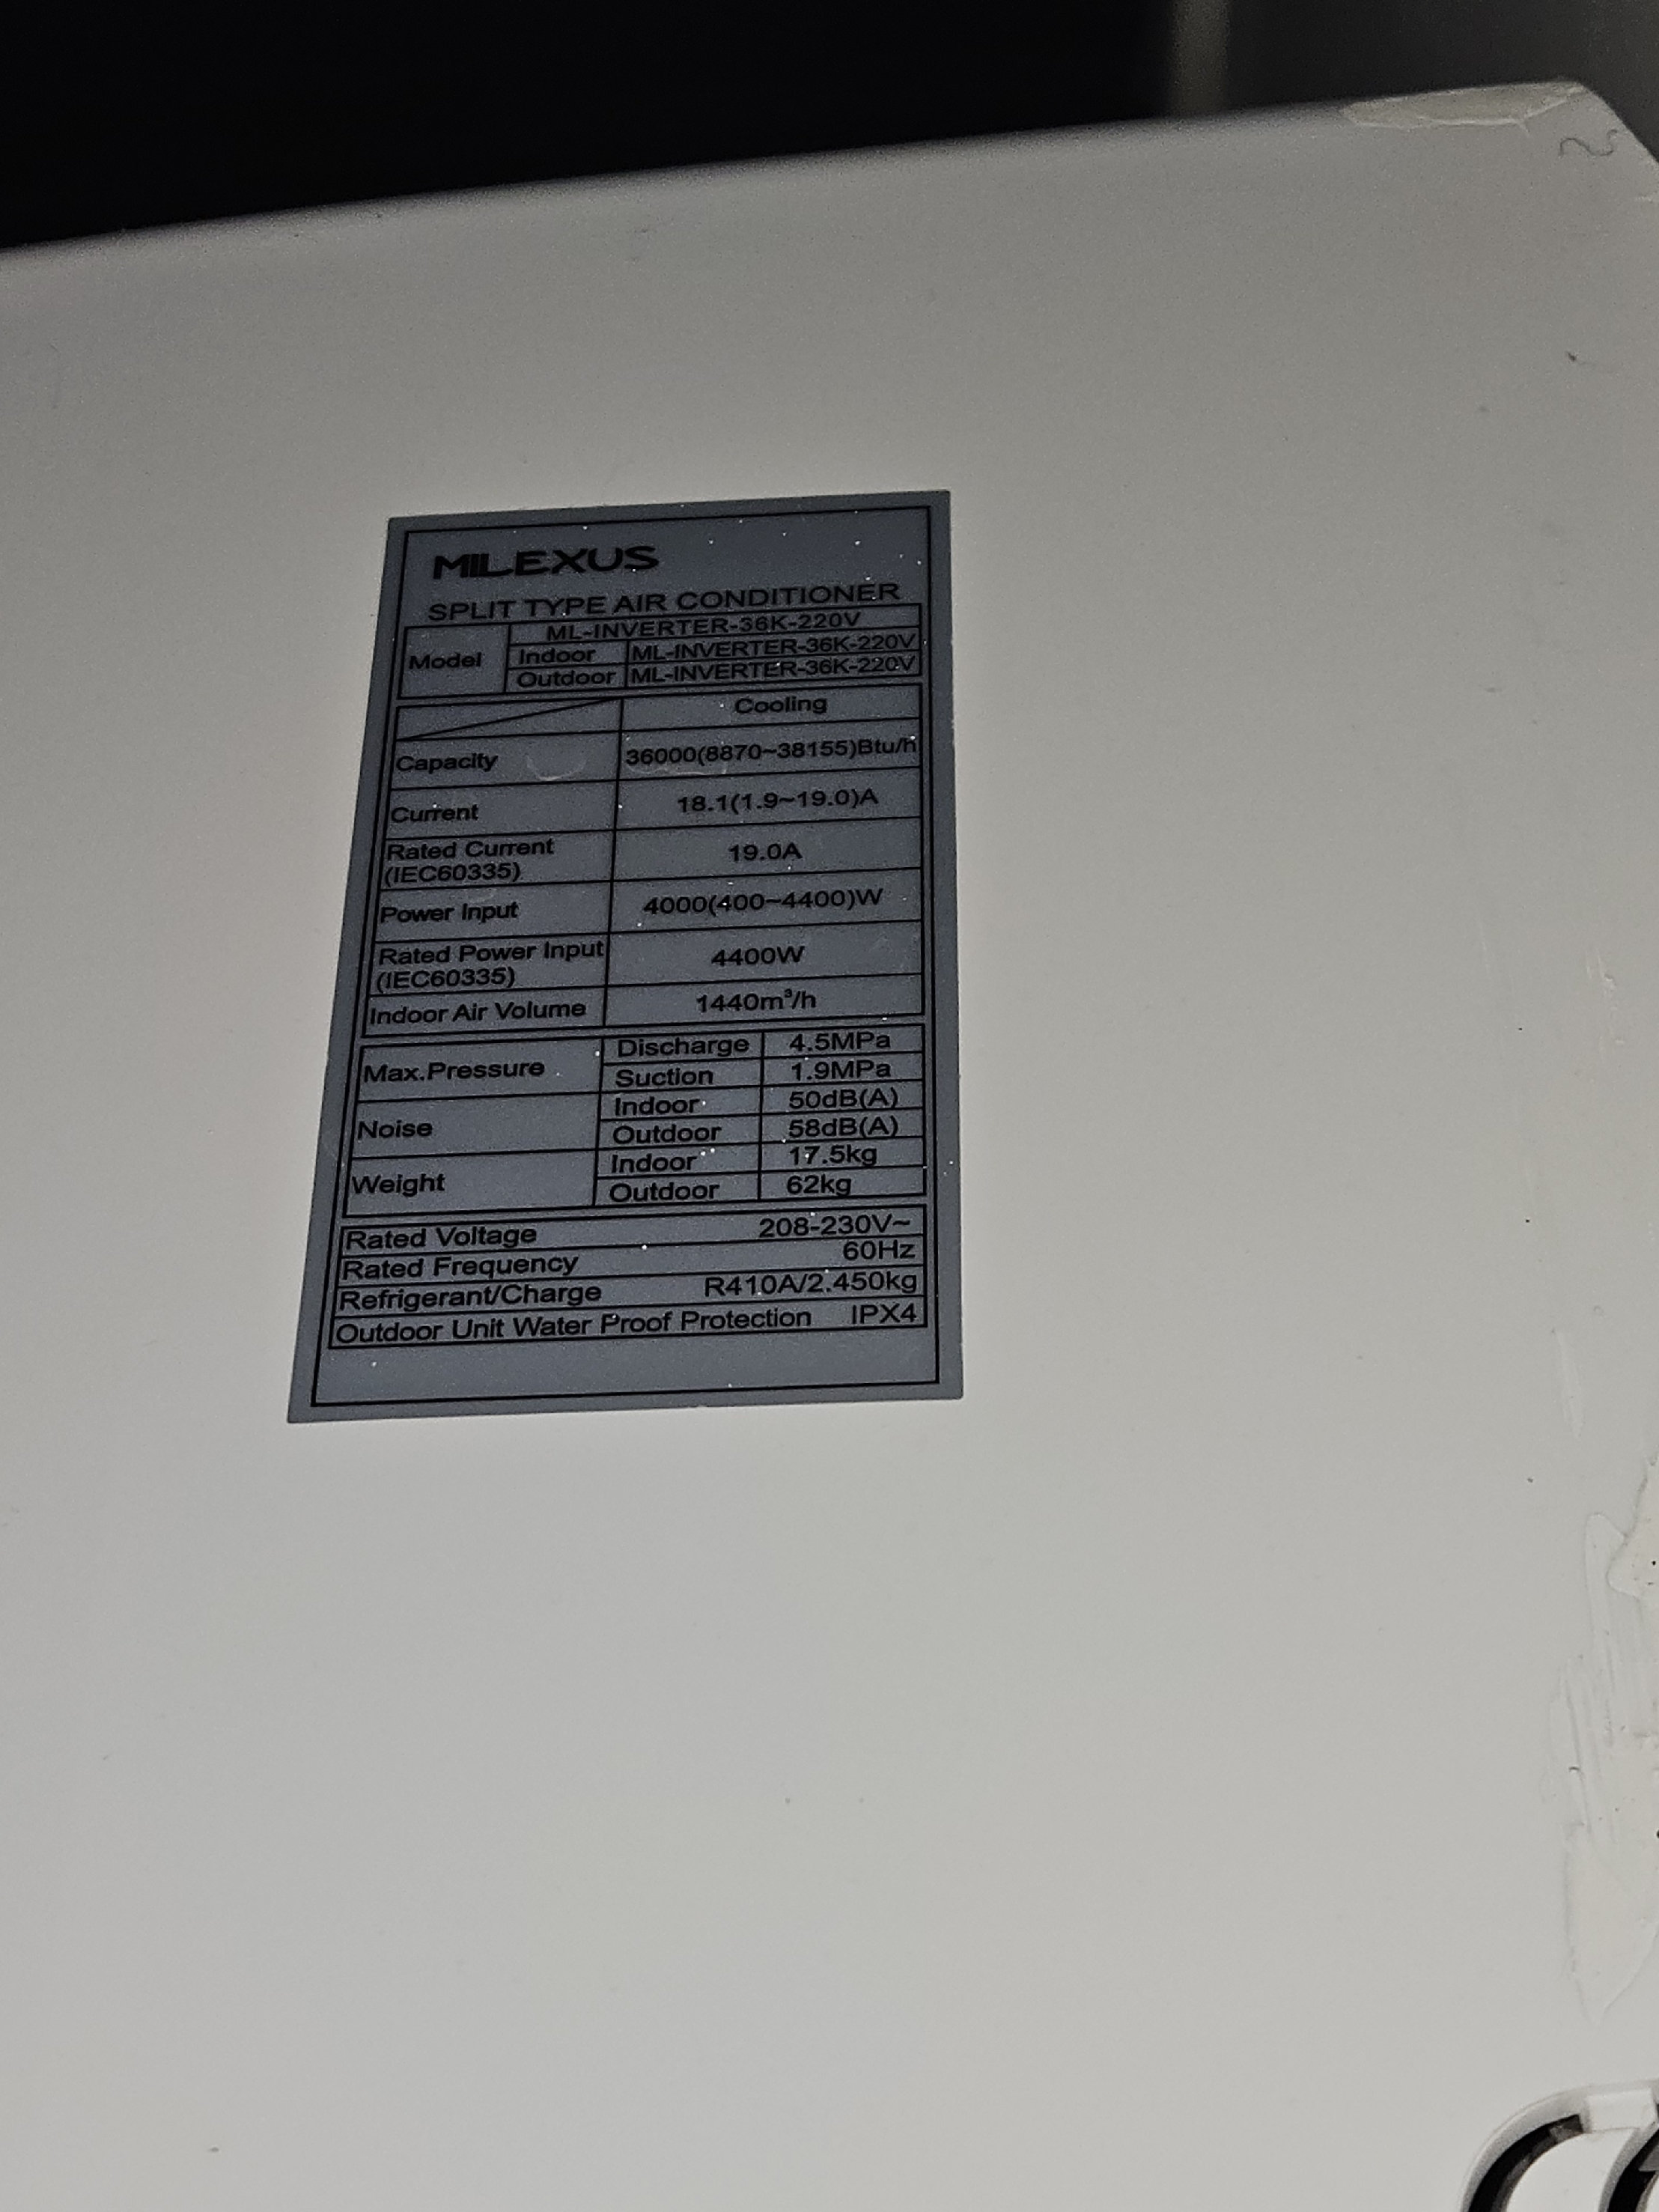 MILEXUS
SPLIT TYPE AIR CONDITIONER
Model ML-INVERTER-36K-220V
Indoor ML-INVERTER-36K-220V
Outdoor ML-INVERTER-36K-220V
Cooling
Capacity 36000(8870~38155)Btu/h
Current 18.1(1.9~19.0)A
Rated Current (IEC60335) 19.0A
Power Input 4000(400~4400)W
Rated Power Input (IEC60335) 4400W
Indoor Air Volume 1440m³/h
Max.Pressure Discharge 4.5MPa
Suction 1.9MPa
Noise Indoor 50dB(A)
Outdoor 58dB(A)
Weight Indoor 17.5kg
Outdoor 62kg
Rated Voltage 208-230V~
Rated Frequency 60Hz
Refrigerant/Charge R410A/2.450kg
Outdoor Unit Water Proof Protection IPX4